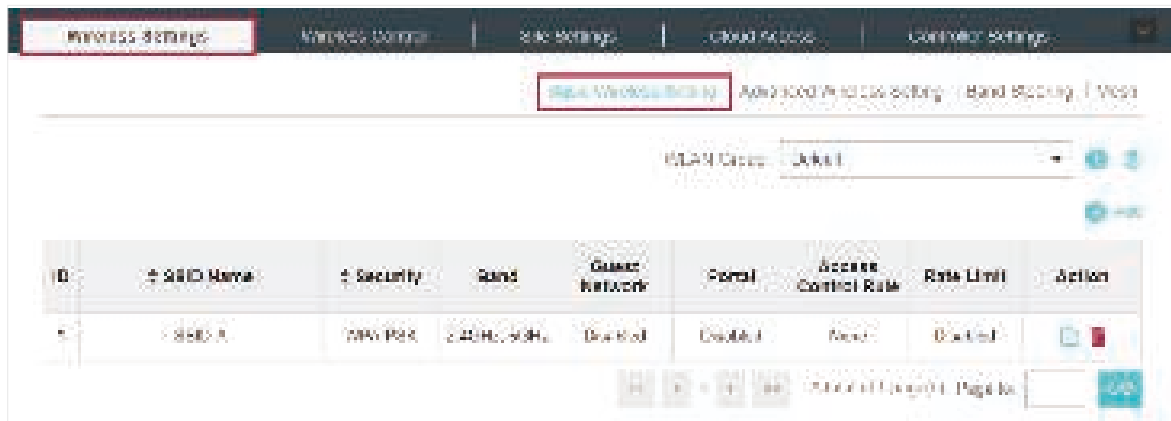 Wireless Settings Wireless Control Site Settings Cloud Access Controller Settings
Basic Wireless Setting Advanced Wireless Setting Band Steering Mesh
WLAN Group: Default
Add
ID SSID Name Security Band Guest Network Portal Access Control Rule Rate Limit Action
SSID A WPA-PSK 2.4GHz, 5GHz Disabled Disabled None Disabled
Page to: